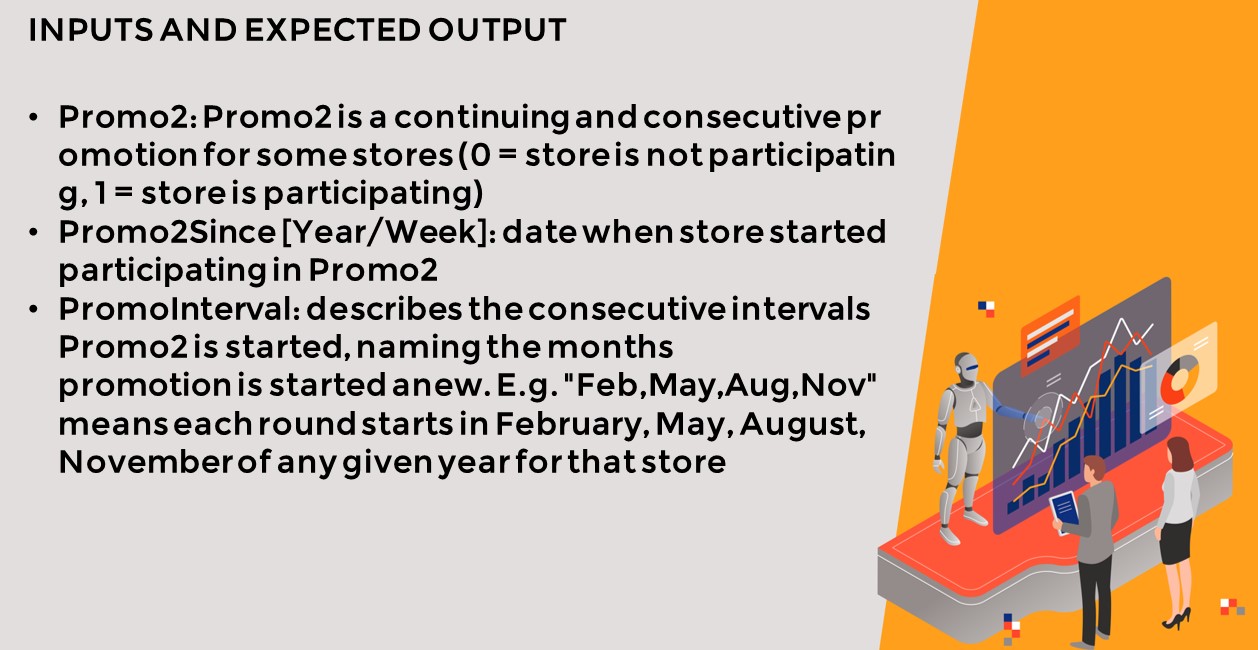 INPUTS AND EXPECTED OUTPUT
• Promo2: Promo2 is a continuing and consecutive pr
omotion for some stores (0 = store is not participatin
g, 1 = store is participating)
• Promo2Since [Year/Week]: date when store started
participating in Promo2
• PromoInterval: describes the consecutive intervals
Promo2 is started, naming the months
promotion is started anew. E.g. "Feb,May,Aug,Nov"
means each round starts in February, May, August,
November of any given year for that store